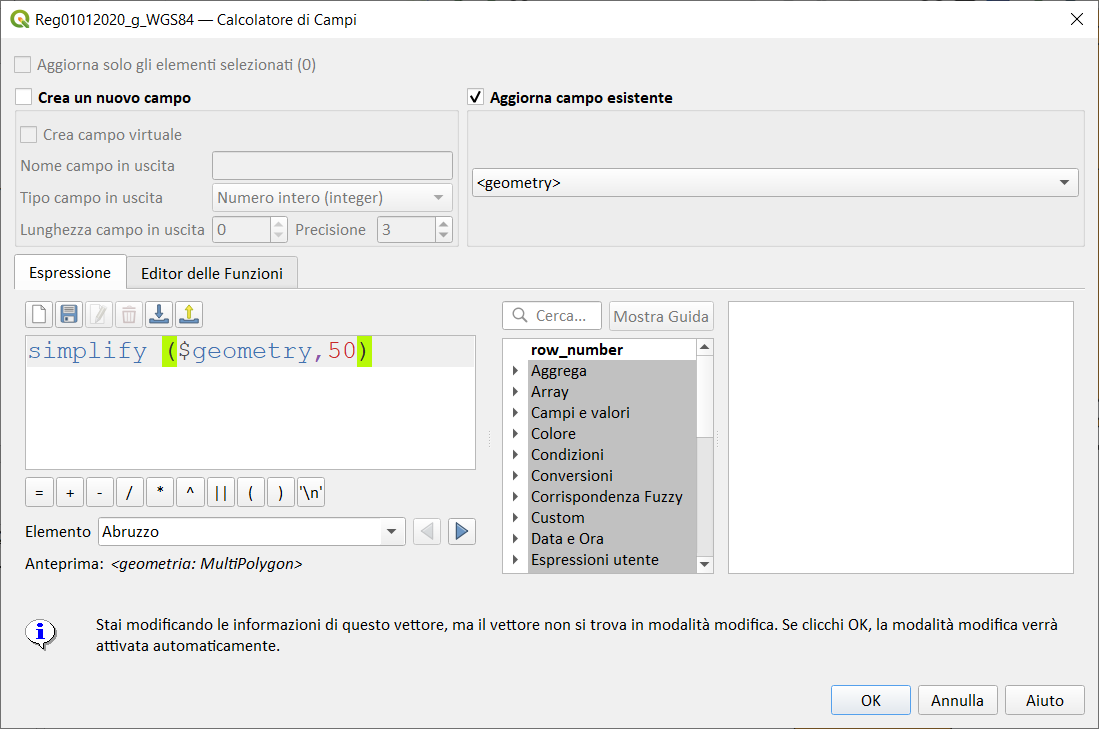 Reg01012020_g_WGS84 — Calcolatore di Campi
Aggiorna solo gli elementi selezionati (0)
Crea un nuovo campo
Crea campo virtuale
Nome campo in uscita
Tipo campo in uscita Numero intero (integer)
Lunghezza campo in uscita 0 Precisione 3
Aggiorna campo esistente
<geometry>
Espressione Editor delle Funzioni
simplify ($geometry,50)
= + - / * ^ || ( ) '\n'
Elemento Abruzzo
Anteprima: <geometria: MultiPolygon>
Cerca... Mostra Guida
row_number
Aggrega
Array
Campi e valori
Colore
Condizioni
Conversioni
Corrispondenza Fuzzy
Custom
Data e Ora
Espressioni utente
Stai modificando le informazioni di questo vettore, ma il vettore non si trova in modalità modifica. Se clicchi OK, la modalità modifica verrà
attivata automaticamente.
OK Annulla Aiuto